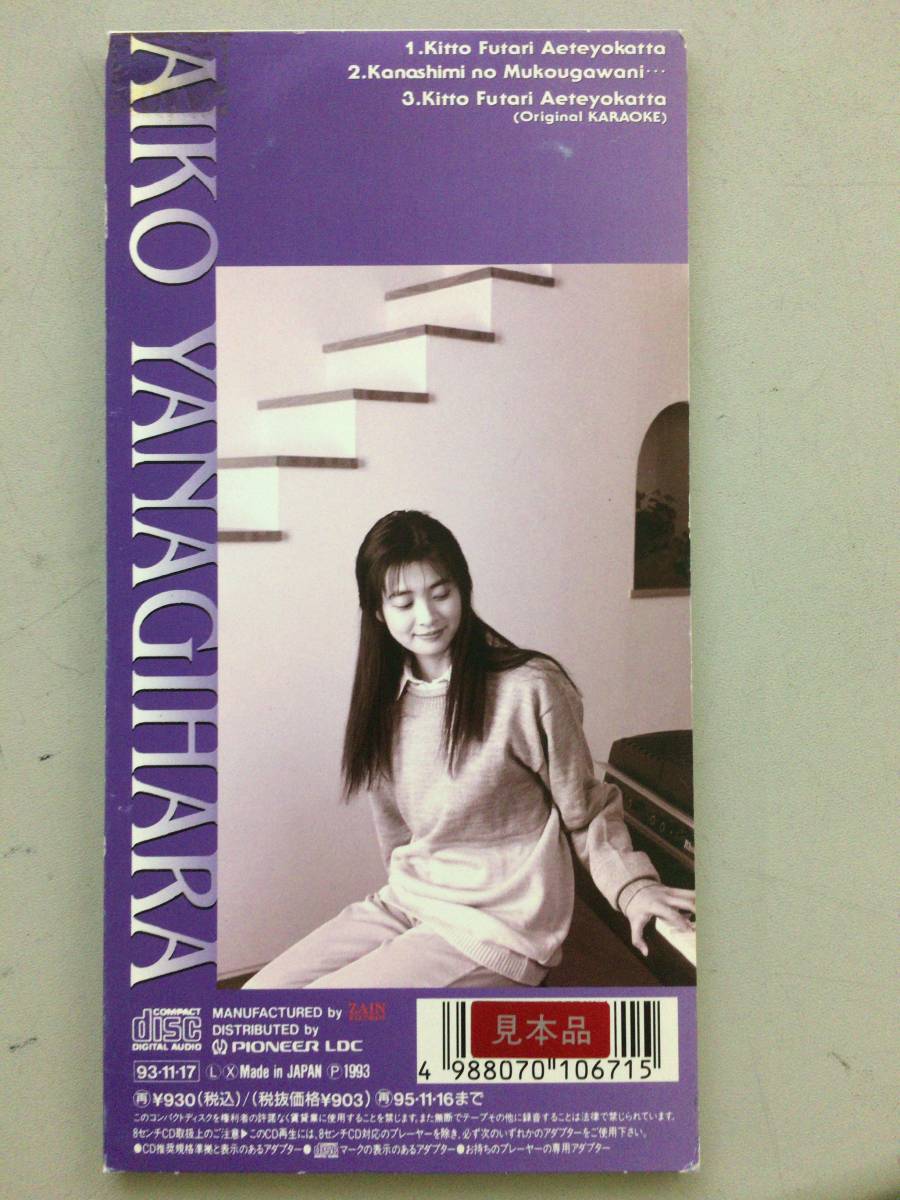 1.Kitto Futari Aeteyokatta
2.Kanashimi no Mukougawani…
3.Kitto Futari Aeteyokatta
(Original KARAOKE)
AIKO YANAGIHARA
COMPACT
disc
DIGITAL AUDIO
MANUFACTURED by ZAIN
DISTRIBUTED by
PIONEER LDC
93·11·17 Ⓛ Ⓧ Made in JAPAN Ⓟ 1993
見本品
4 988070 106715
再 ¥930(税込)/(税抜価格¥903) 再 95·11·16まで
このコンパクトディスクを権利者の許諾なく賃貸業に使用することを禁じます。また無断でテープその他に録音することは法律で禁じられています。
8センチCD取扱上のご注意▶このCD再生には、8センチCD対応のプレーヤーを除き、必ず次のいずれかのアダプターをご使用下さい。
●CD推奨規格準拠と表示のあるアダプター●マークの表示のあるアダプター●お持ちのプレーヤーの専用アダプター